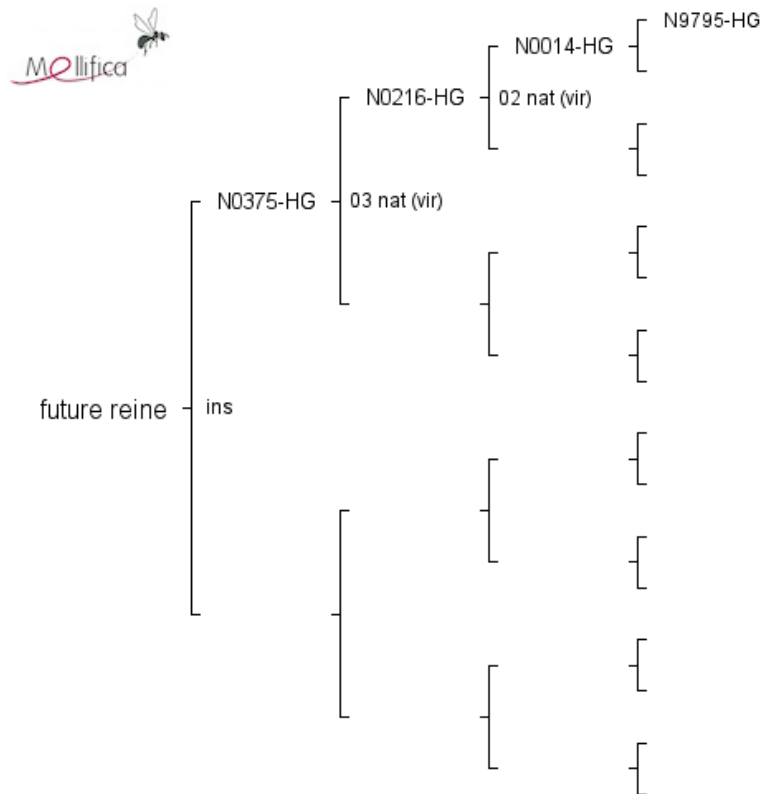 Mellifica
N9795-HG
N0014-HG
N0216-HG
02 nat (vir)
N0375-HG
03 nat (vir)
future reine
ins